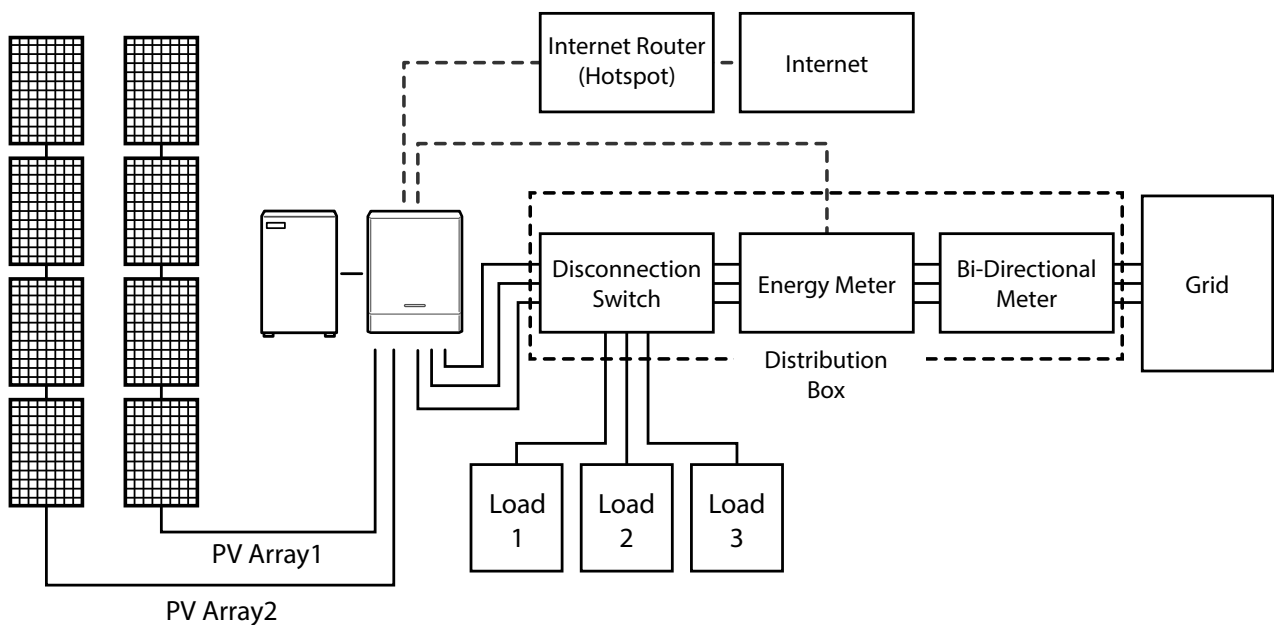 Internet Router
(Hotspot)
Internet
Disconnection
Switch
Energy Meter
Bi-Directional
Meter
Grid
Distribution
Box
Load
1
Load
2
Load
3
PV Array1
PV Array2